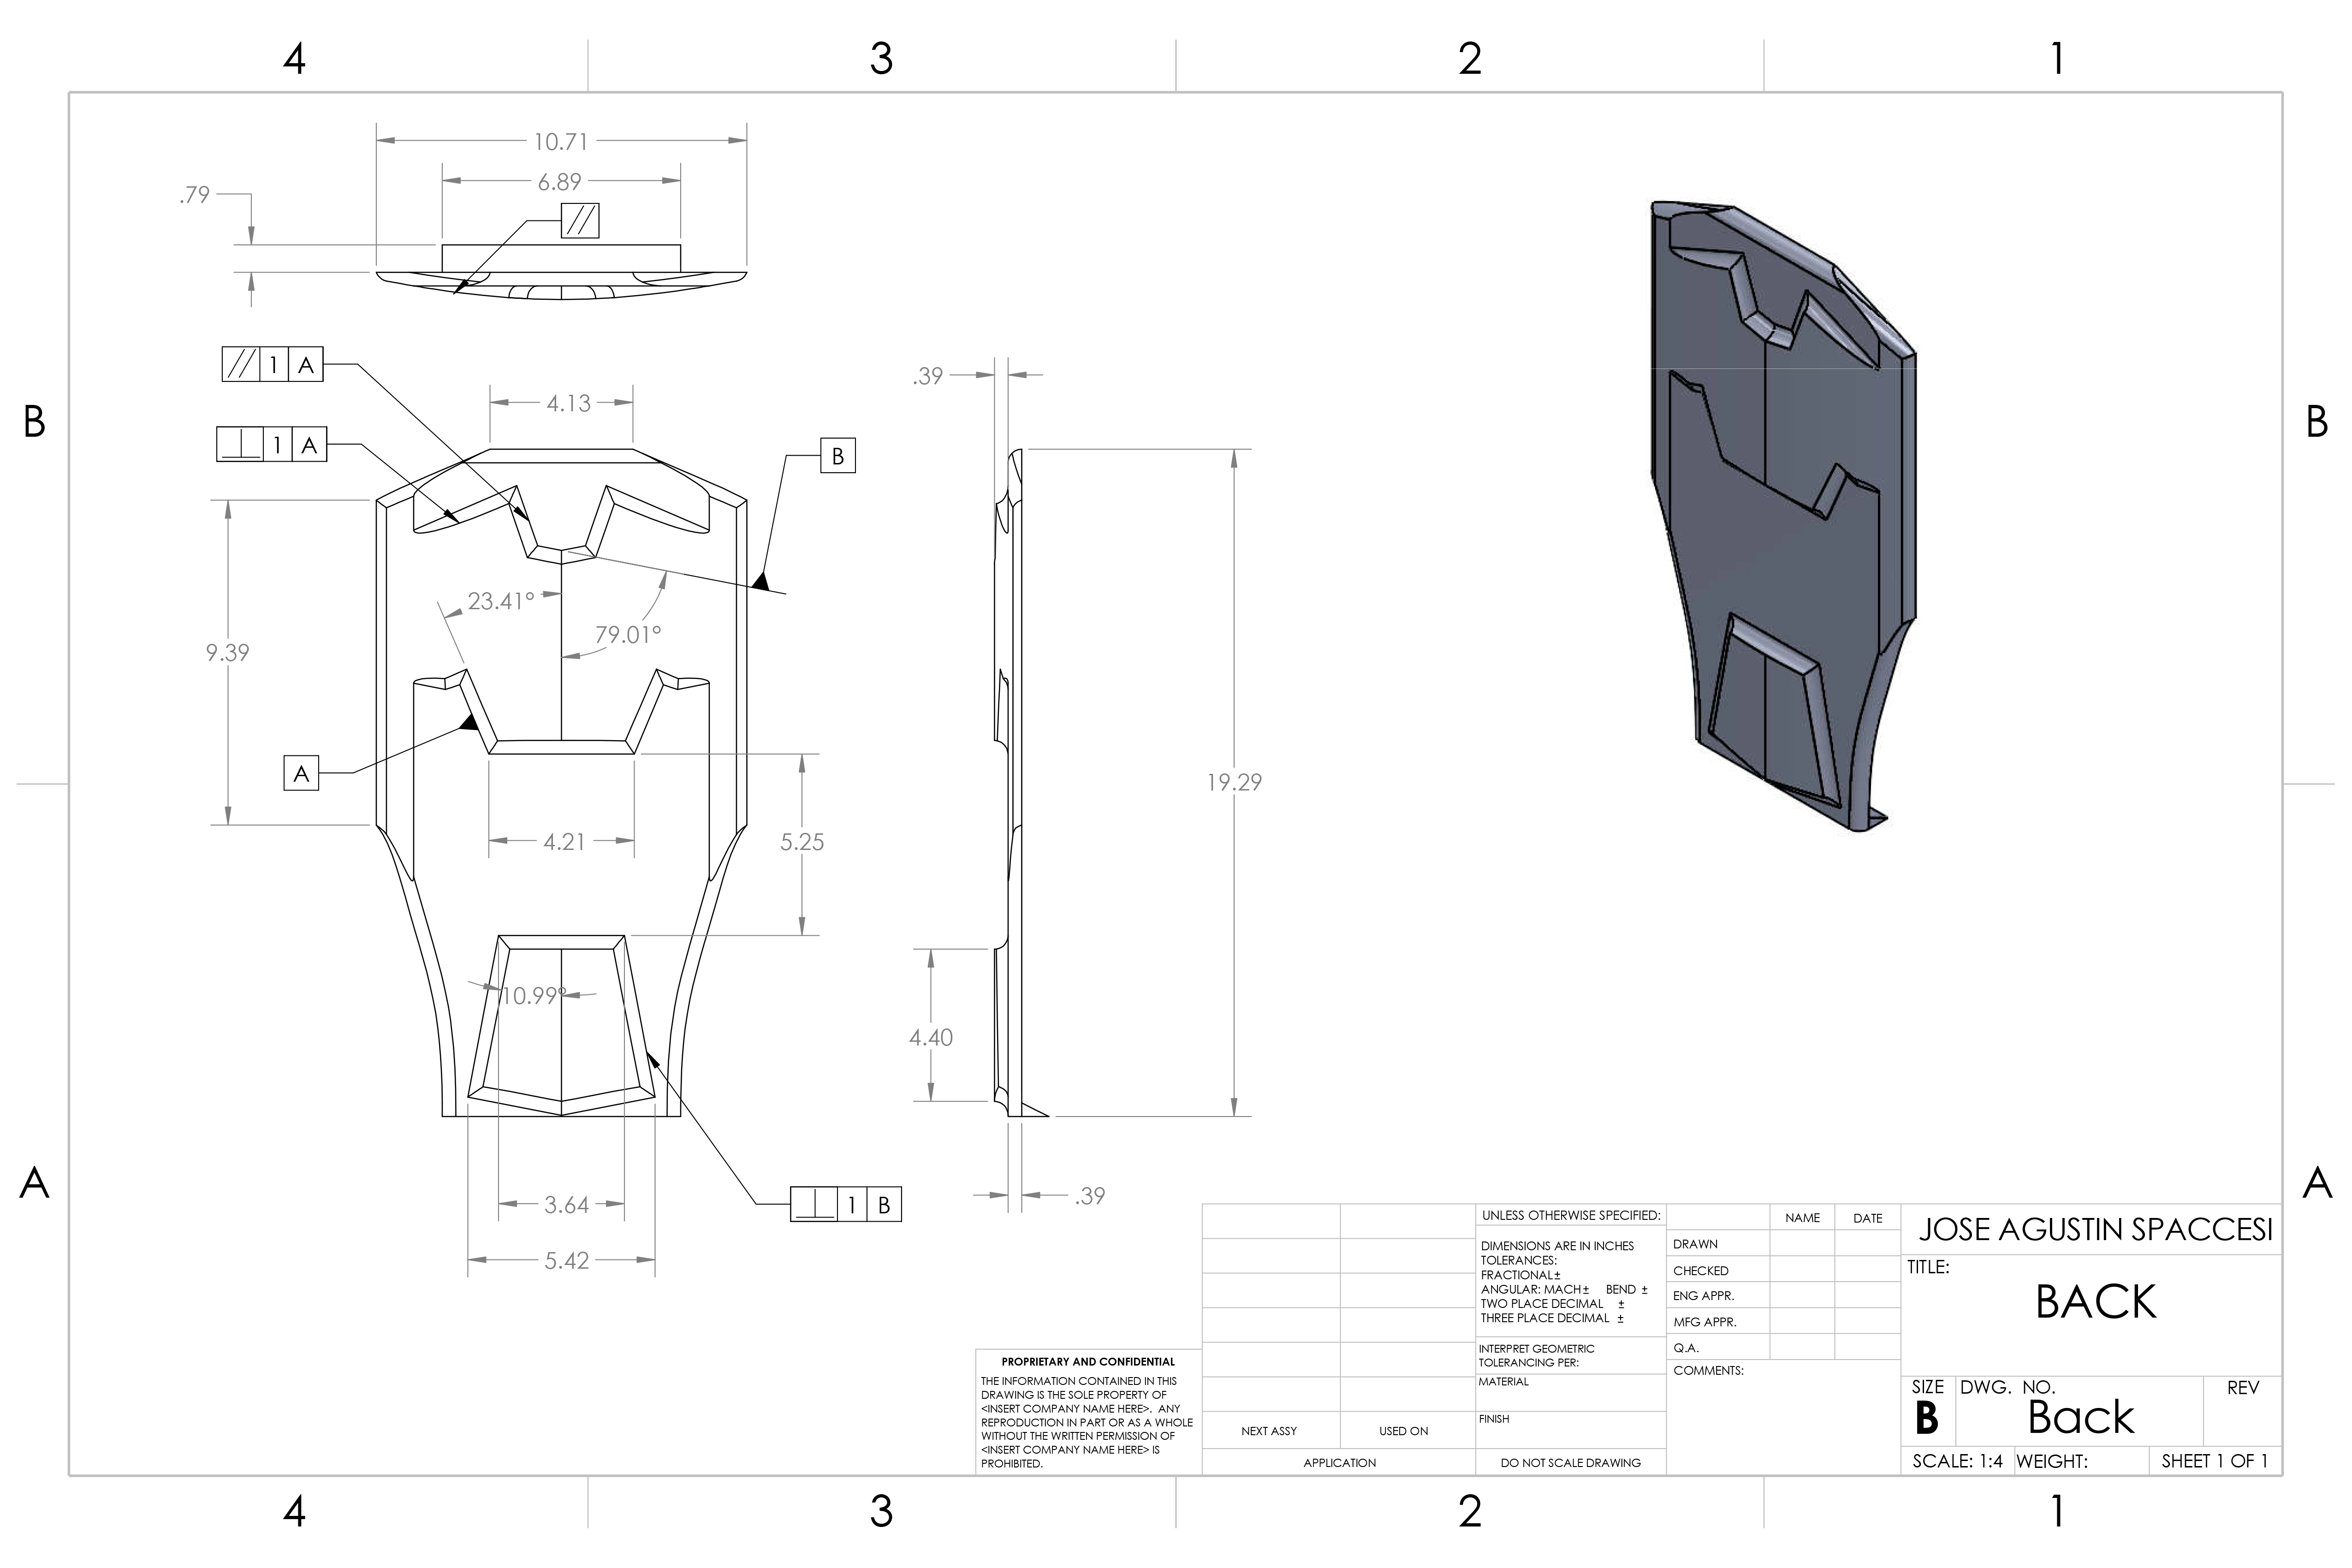 4 3 2 1
10.71
6.89
.79
//
// 1 A
.39
4.13
B B
⊥ 1 A
B
23.41°
79.01°
9.39
A
19.29
4.21
5.25
10.99°
4.40
3.64
⊥ 1 B
.39
5.42
A A
PROPRIETARY AND CONFIDENTIAL
THE INFORMATION CONTAINED IN THIS
DRAWING IS THE SOLE PROPERTY OF
<INSERT COMPANY NAME HERE>. ANY
REPRODUCTION IN PART OR AS A WHOLE
WITHOUT THE WRITTEN PERMISSION OF
<INSERT COMPANY NAME HERE> IS
PROHIBITED.
NEXT ASSY USED ON
APPLICATION
UNLESS OTHERWISE SPECIFIED:
DIMENSIONS ARE IN INCHES
TOLERANCES:
FRACTIONAL±
ANGULAR: MACH± BEND ±
TWO PLACE DECIMAL ±
THREE PLACE DECIMAL ±
INTERPRET GEOMETRIC
TOLERANCING PER:
MATERIAL
FINISH
DO NOT SCALE DRAWING
NAME DATE
DRAWN
CHECKED
ENG APPR.
MFG APPR.
Q.A.
COMMENTS:
JOSE AGUSTIN SPACCESI
TITLE:
BACK
SIZE DWG. NO. REV
B Back
SCALE: 1:4 WEIGHT: SHEET 1 OF 1
4 3 2 1